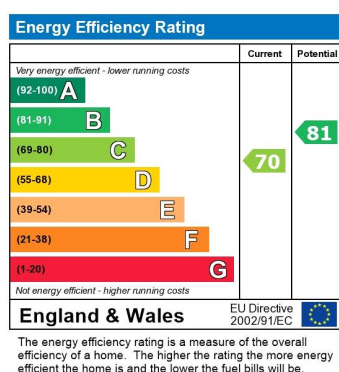 Energy Efficiency Rating
Current Potential
Very energy efficient - lower running costs
(92-100) A
(81-91) B
81
(69-80) C
70
(55-68) D
(39-54) E
(21-38) F
(1-20) G
Not energy efficient - higher running costs
England & Wales
EU Directive
2002/91/EC
The energy efficiency rating is a measure of the overall
efficiency of a home. The higher the rating the more energy
efficient the home is and the lower the fuel bills will be.